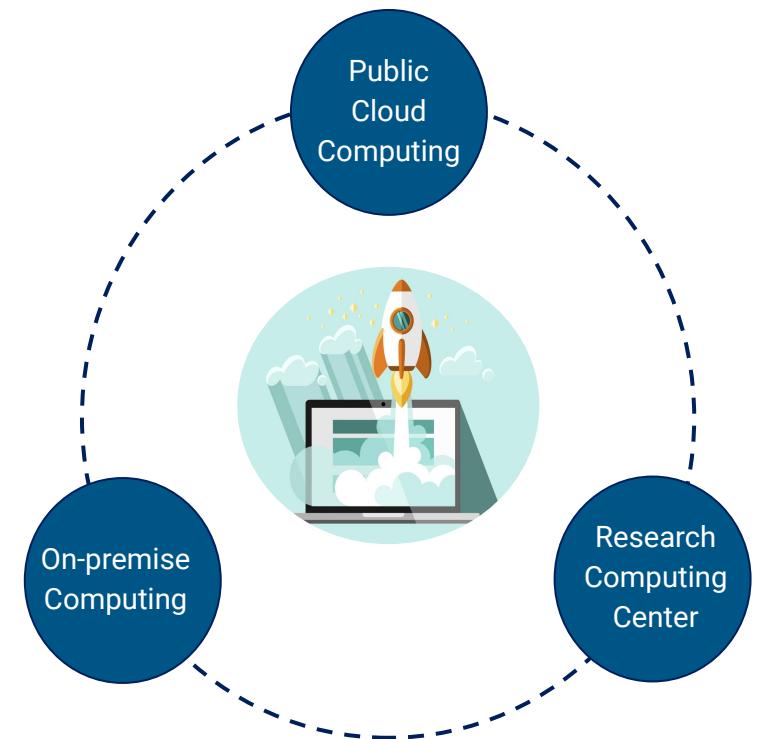 Public
Cloud
Computing
On-premise
Computing
Research
Computing
Center